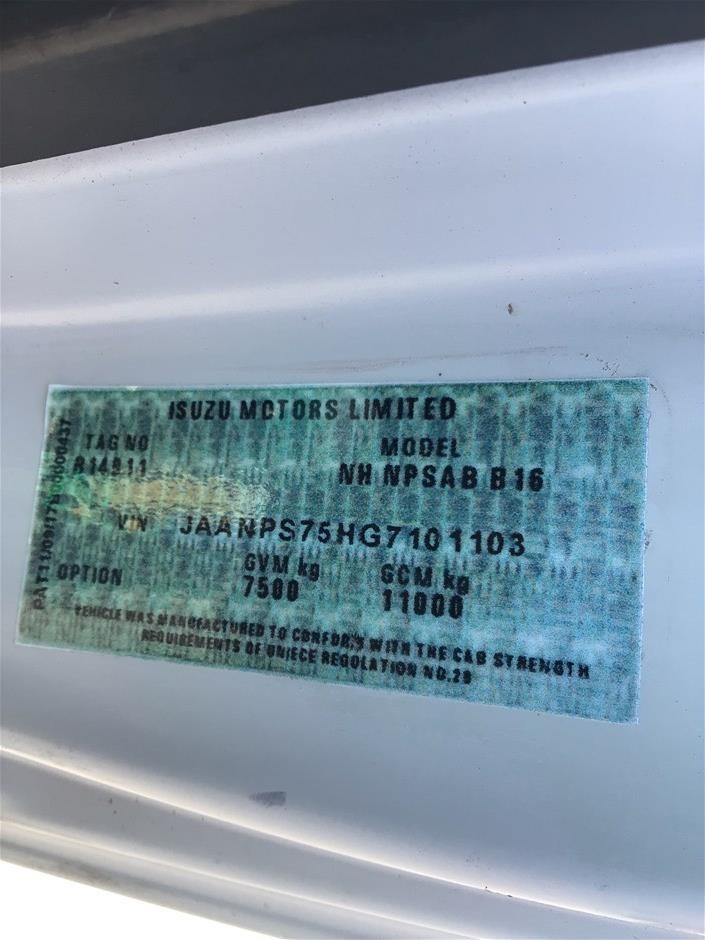 ISUZU MOTORS LIMITED
TAG NO
MODEL
R14911
NH NPSAB B16
VIN JAANPS75HG7101103
OPTION
GVM kg
GCM kg
7500
11000
VEHICLE WAS MANUFACTURED TO CONFORM WITH THE CAB STRENGTH
REQUIREMENTS OF UNIECE REGULATION NO.29